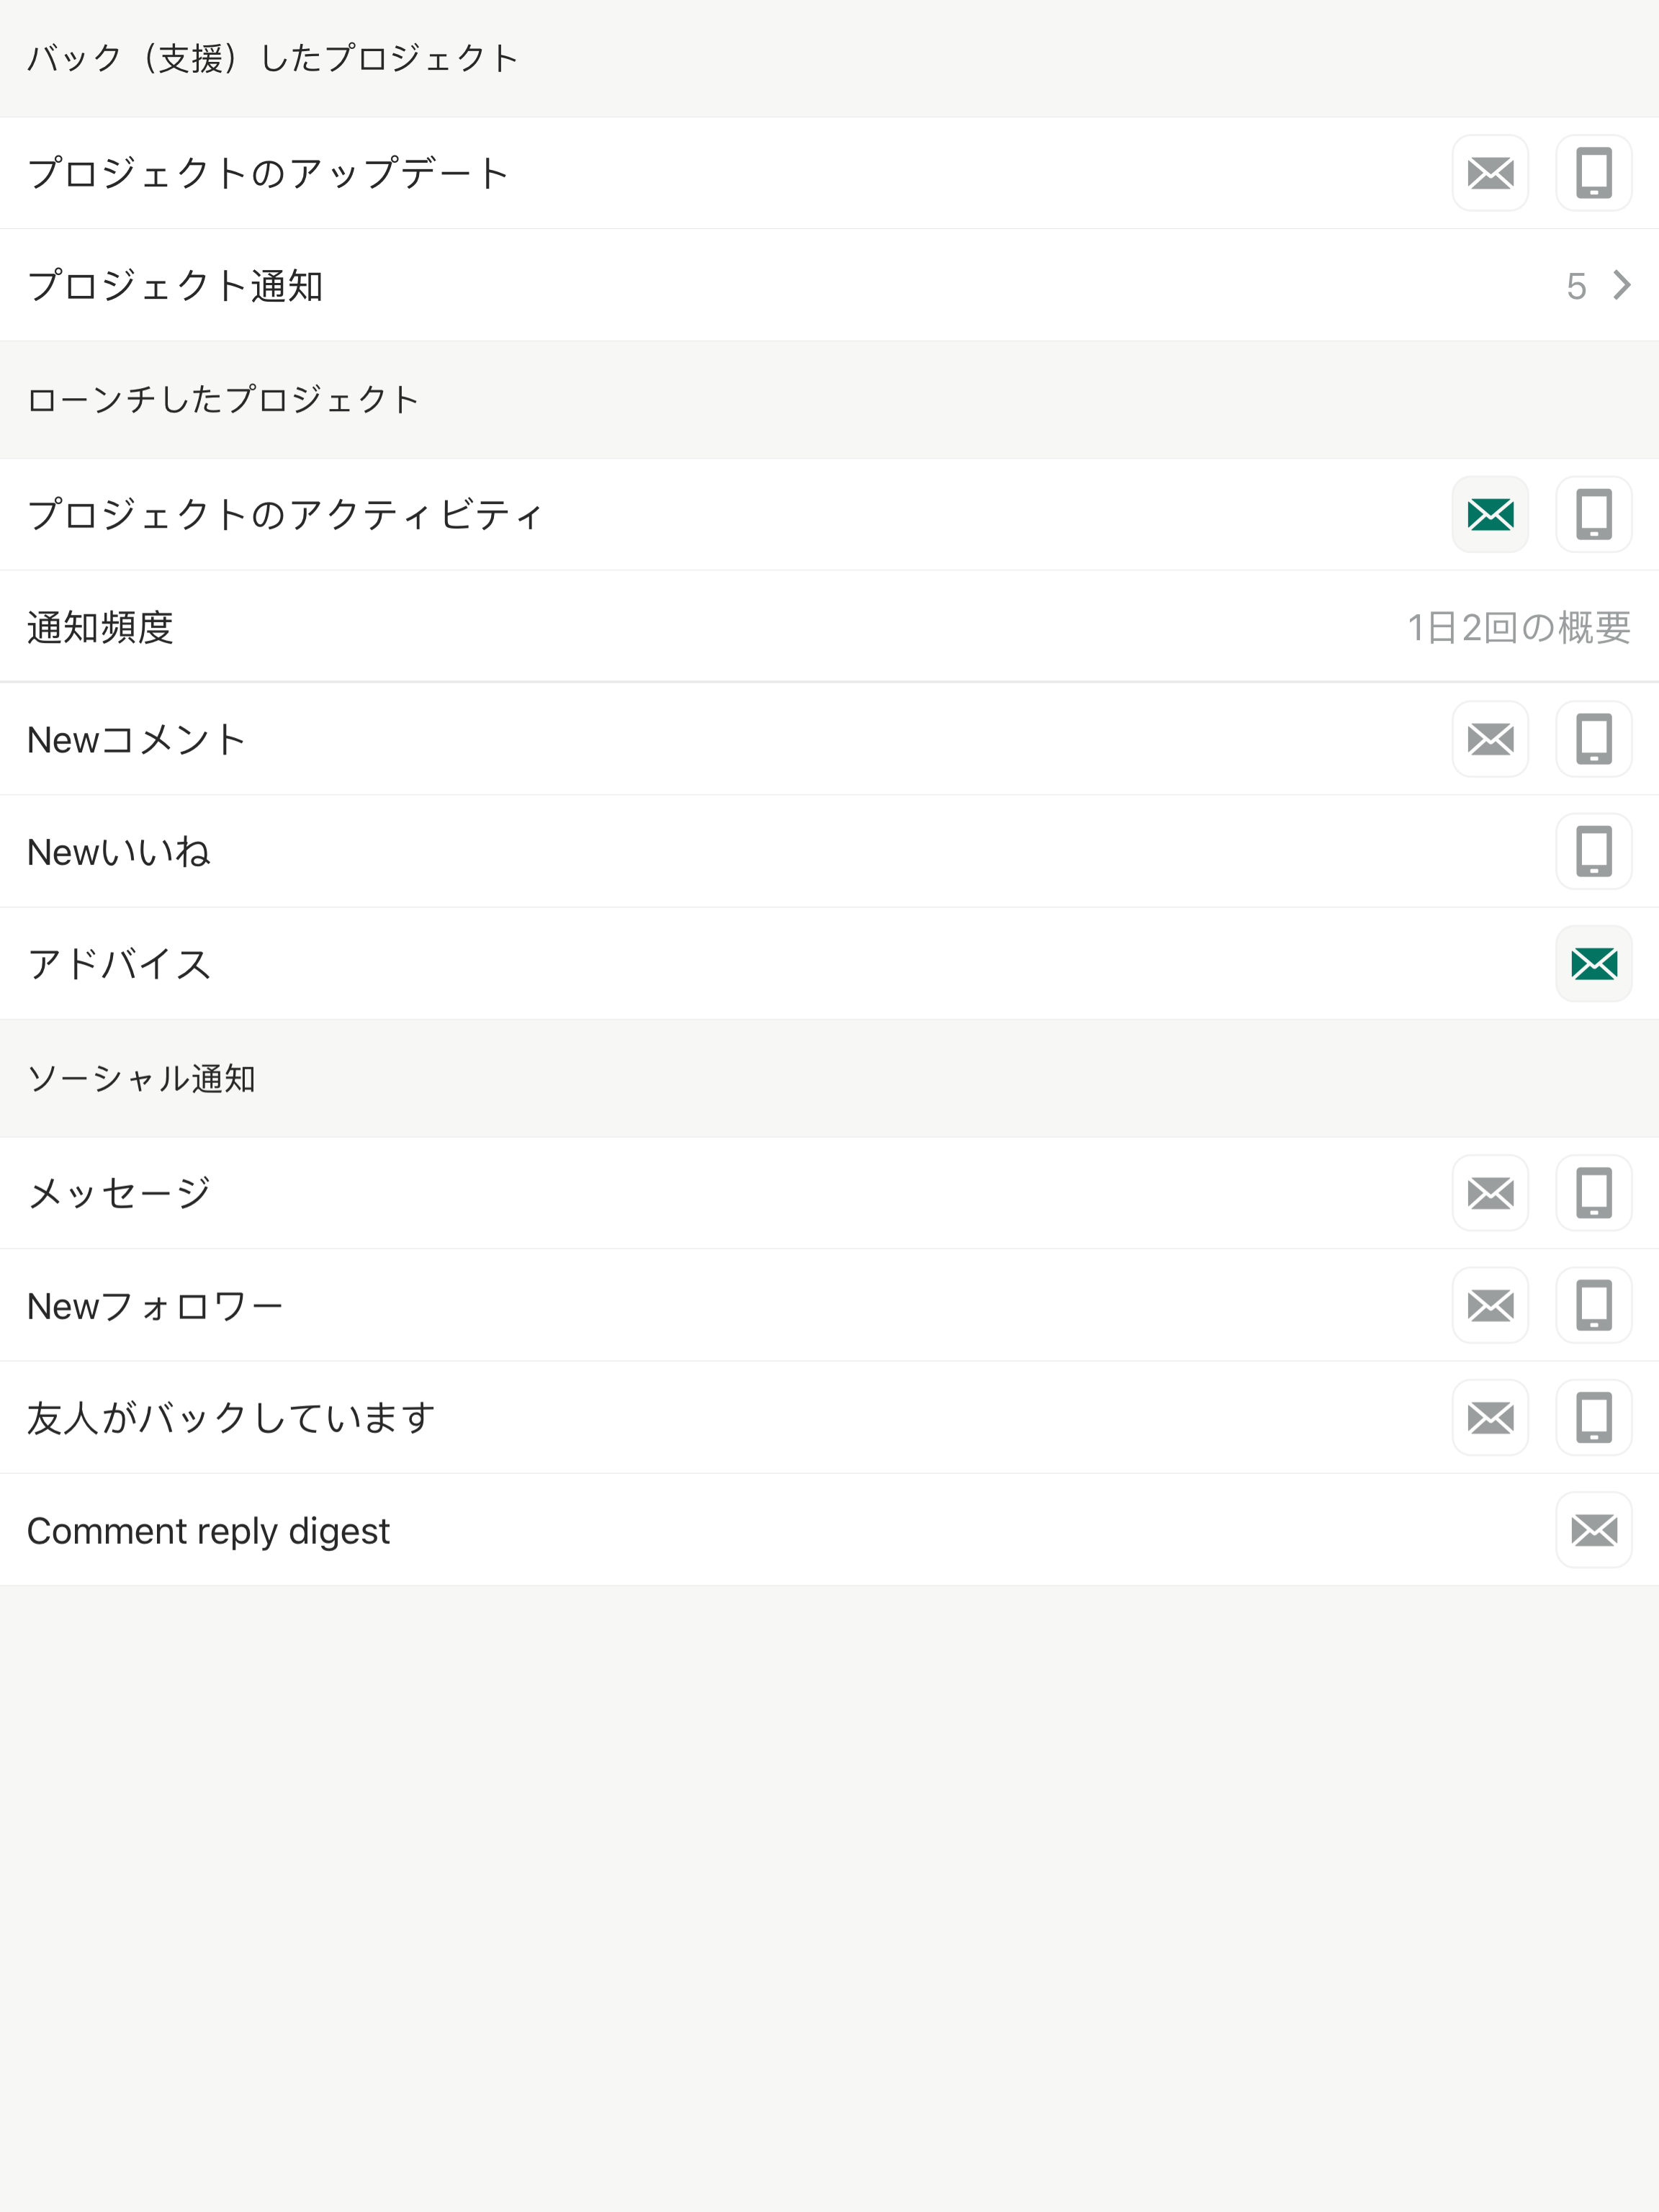 バック（支援）したプロジェクト
プロジェクトのアップデート
プロジェクト通知 5
ローンチしたプロジェクト
プロジェクトのアクティビティ
通知頻度 1日2回の概要
Newコメント
Newいいね
アドバイス
ソーシャル通知
メッセージ
Newフォロワー
友人がバックしています
Comment reply digest